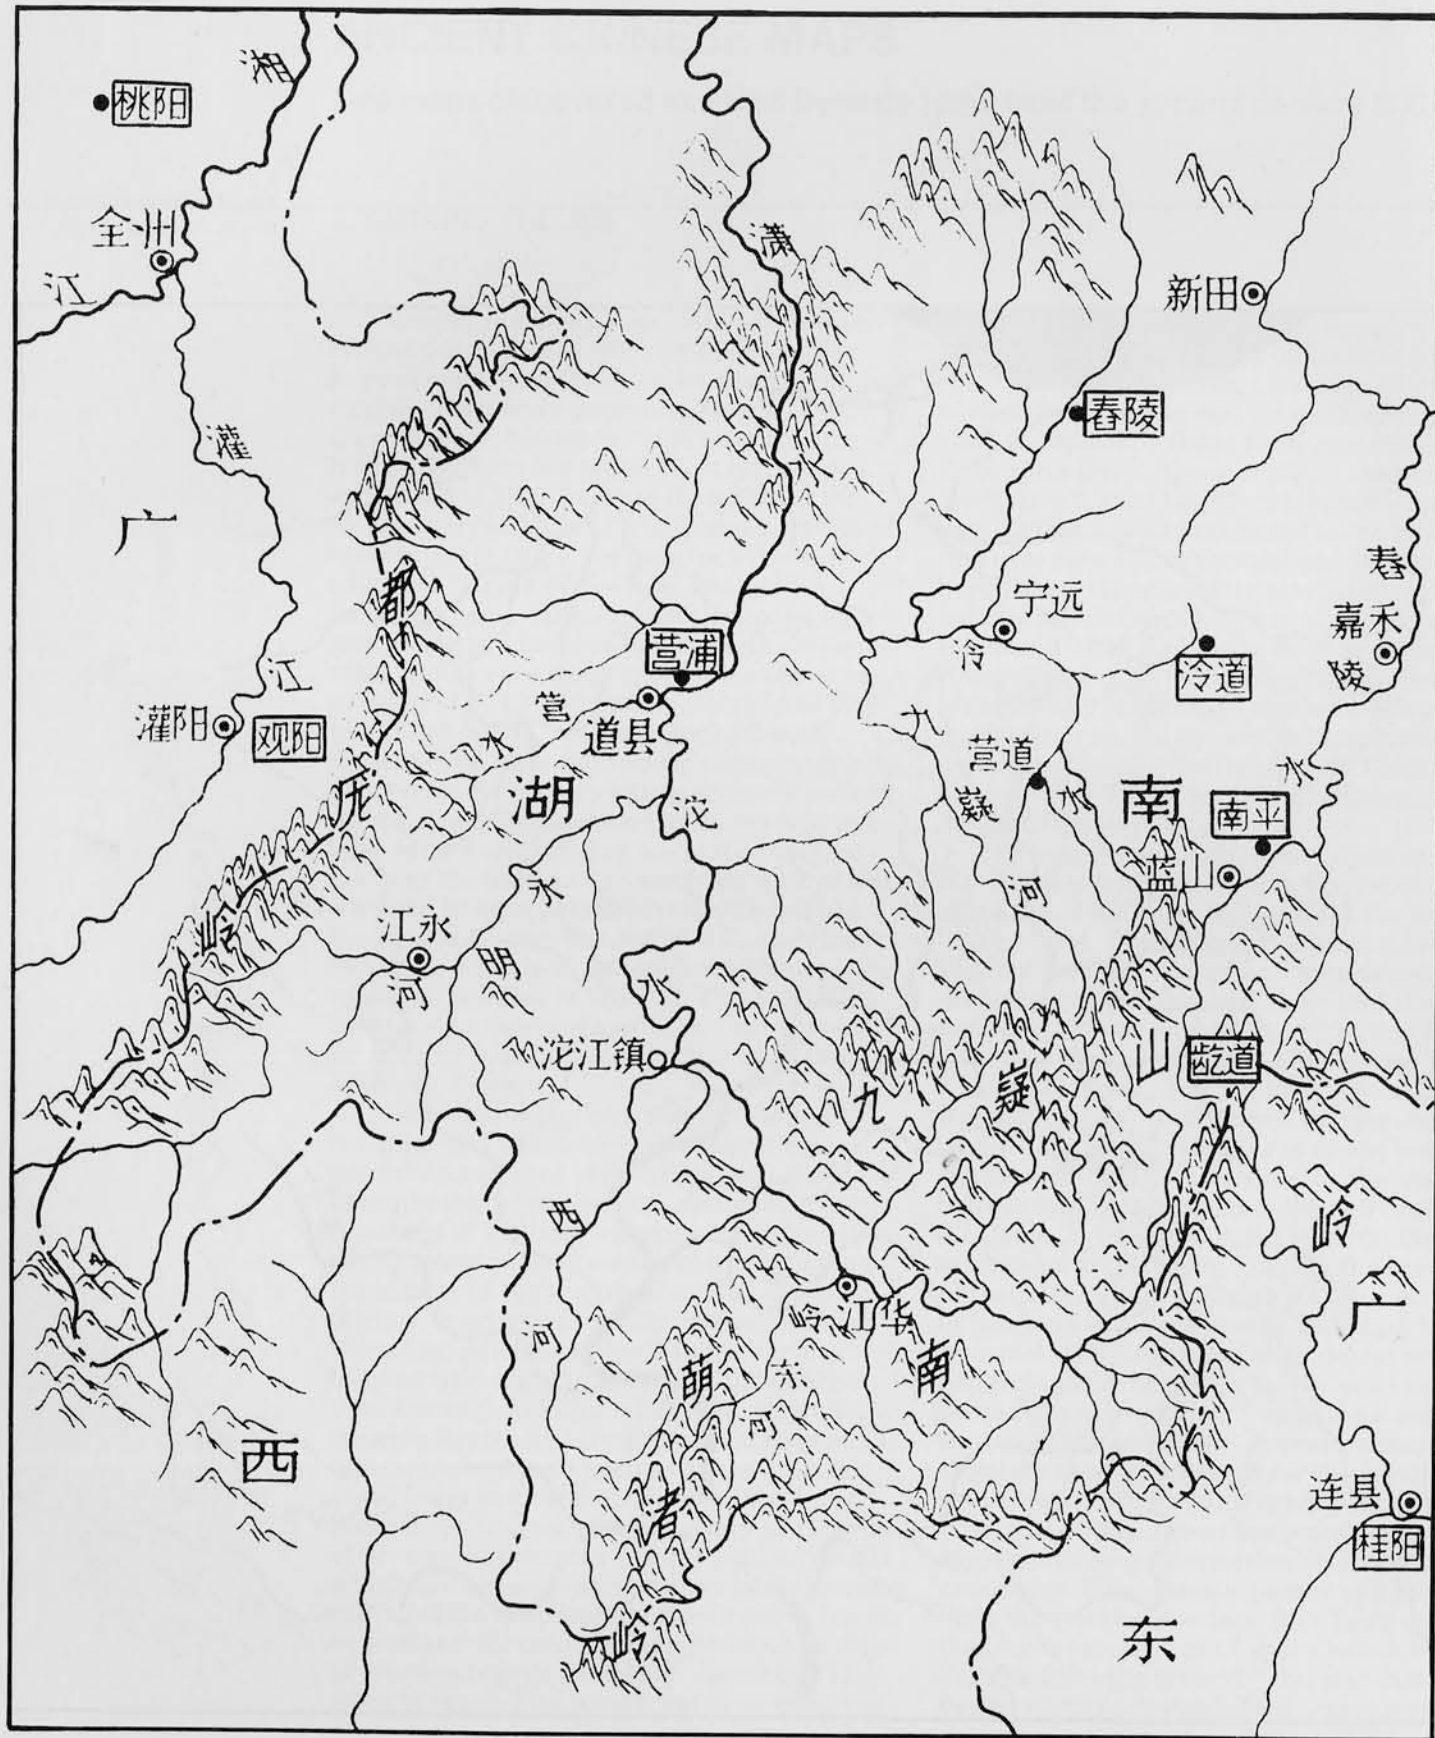 湘江
桃阳
全州
灌江
广西
灌阳
观阳
都庞岭
潇水
新田
舂陵
舂陵水
宁远
泠
泠道
嘉禾
营浦
道县
营水
湖南
沱水
九嶷河
营道
水
南平
蓝山
永明河
江永
沱江镇
九嶷山
龁道
西河
江华
岭东河
萌渚岭
南岭
广东
连县
桂阳